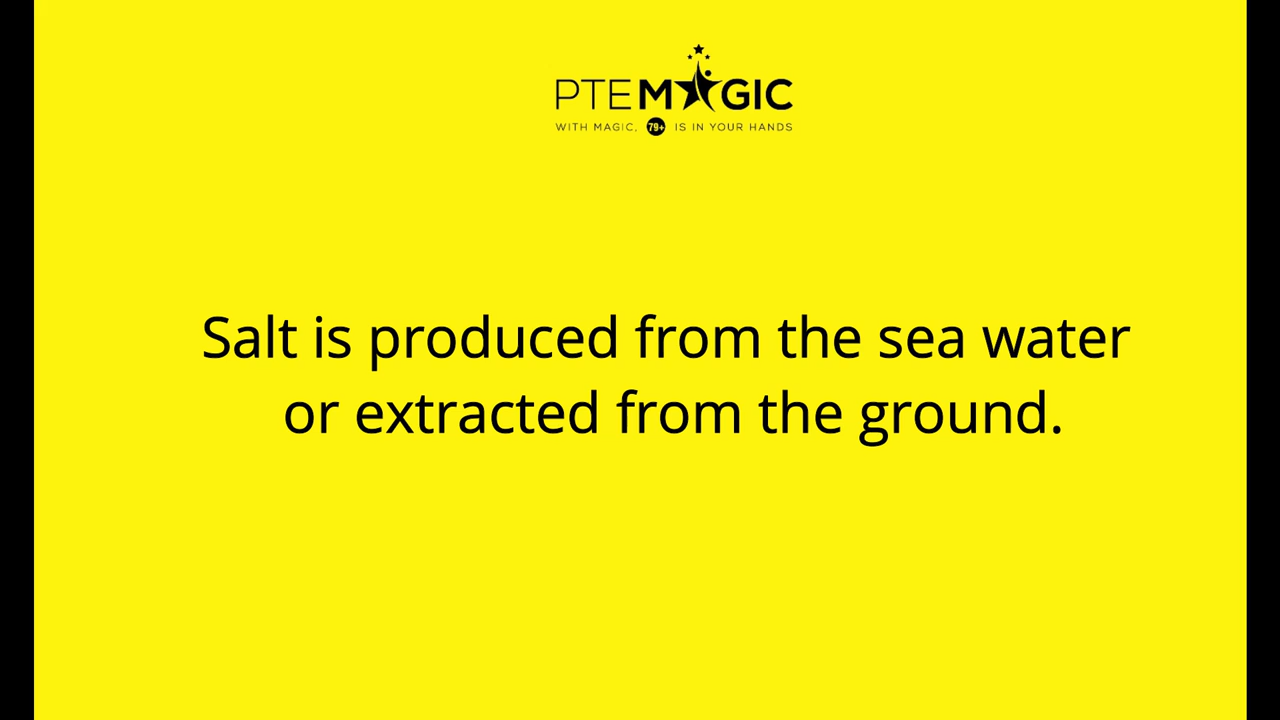 PTEMAGIC
WITH MAGIC, 79+ IS IN YOUR HANDS
Salt is produced from the sea water
or extracted from the ground.